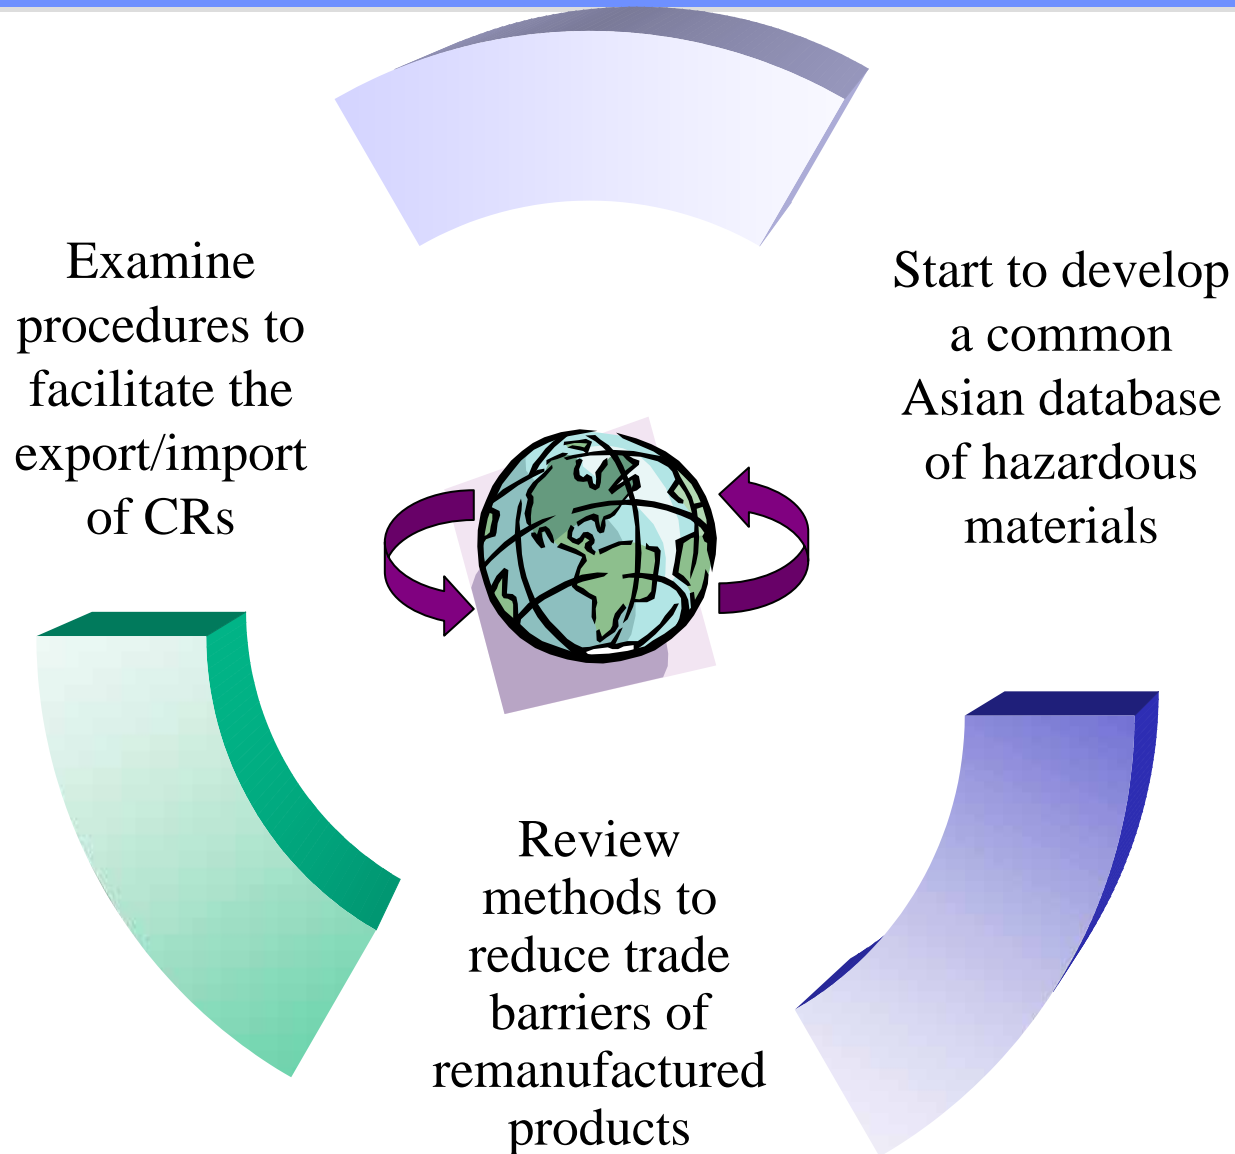 Examine
procedures to
facilitate the
export/import
of CRs
Start to develop
a common
Asian database
of hazardous
materials
Review
methods to
reduce trade
barriers of
remanufactured
products